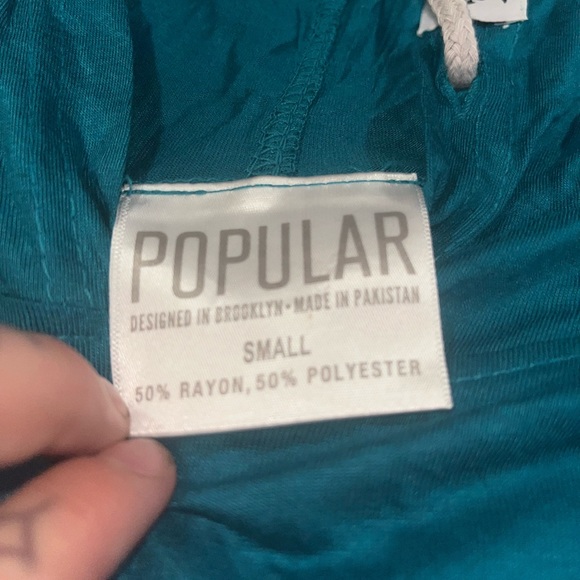 POPULAR
DESIGNED IN BROOKLYN • MADE IN PAKISTAN
SMALL
50% RAYON, 50% POLYESTER